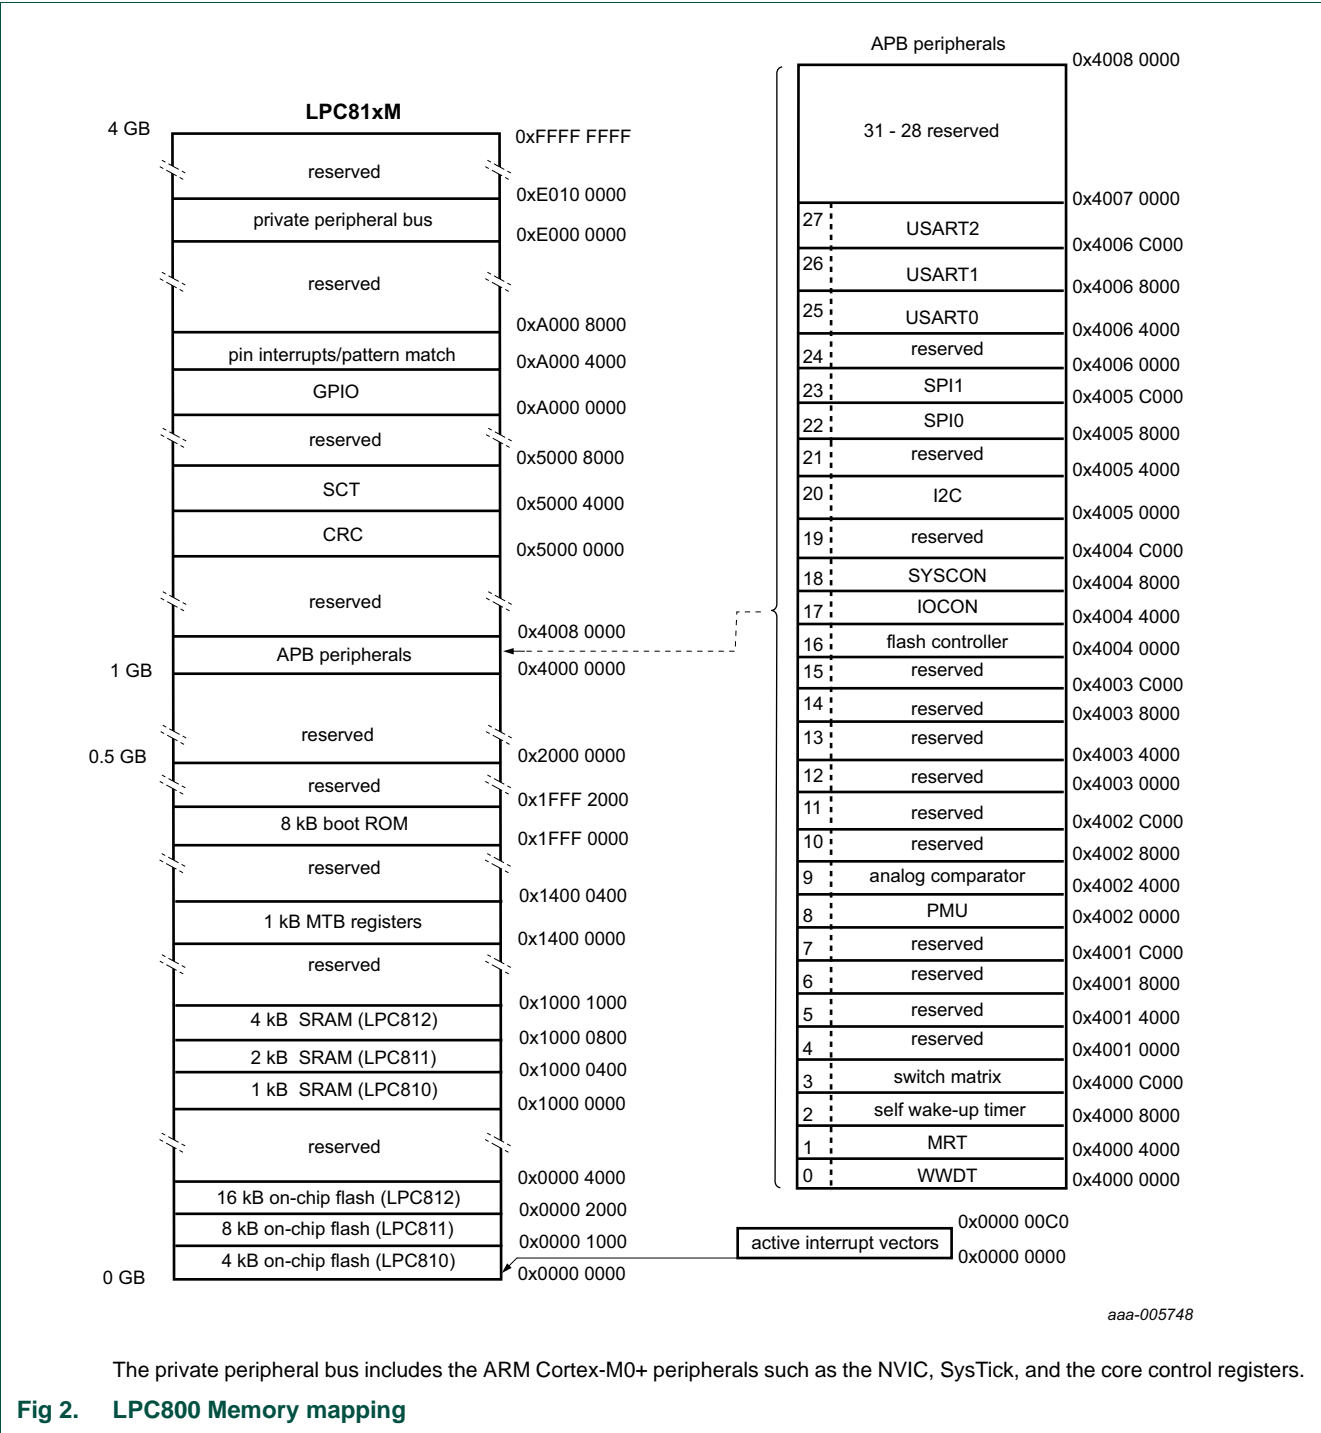 LPC81xM
4 GB
0xFFFF FFFF
reserved
0xE010 0000
private peripheral bus
0xE000 0000
reserved
0xA000 8000
pin interrupts/pattern match
0xA000 4000
GPIO
0xA000 0000
reserved
0x5000 8000
SCT
0x5000 4000
CRC
0x5000 0000
reserved
0x4008 0000
APB peripherals
1 GB
0x4000 0000
reserved
0.5 GB
0x2000 0000
reserved
0x1FFF 2000
8 kB boot ROM
0x1FFF 0000
reserved
0x1400 0400
1 kB MTB registers
0x1400 0000
reserved
0x1000 1000
4 kB SRAM (LPC812)
0x1000 0800
2 kB SRAM (LPC811)
0x1000 0400
1 kB SRAM (LPC810)
0x1000 0000
reserved
0x0000 4000
16 kB on-chip flash (LPC812)
0x0000 2000
8 kB on-chip flash (LPC811)
0x0000 1000
4 kB on-chip flash (LPC810)
0 GB
0x0000 0000
APB peripherals
0x4008 0000
31 - 28 reserved
0x4007 0000
27 USART2
0x4006 C000
26 USART1
0x4006 8000
25 USART0
0x4006 4000
24 reserved
0x4006 0000
23 SPI1
0x4005 C000
22 SPI0
0x4005 8000
21 reserved
0x4005 4000
20 I2C
0x4005 0000
19 reserved
0x4004 C000
18 SYSCON
0x4004 8000
17 IOCON
0x4004 4000
16 flash controller
0x4004 0000
15 reserved
0x4003 C000
14 reserved
0x4003 8000
13 reserved
0x4003 4000
12 reserved
0x4003 0000
11 reserved
0x4002 C000
10 reserved
0x4002 8000
9 analog comparator
0x4002 4000
8 PMU
0x4002 0000
7 reserved
0x4001 C000
6 reserved
0x4001 8000
5 reserved
0x4001 4000
4 reserved
0x4001 0000
3 switch matrix
0x4000 C000
2 self wake-up timer
0x4000 8000
1 MRT
0x4000 4000
0 WWDT
0x4000 0000
0x0000 00C0
active interrupt vectors
0x0000 0000
aaa-005748
The private peripheral bus includes the ARM Cortex-M0+ peripherals such as the NVIC, SysTick, and the core control registers.
Fig 2. LPC800 Memory mapping